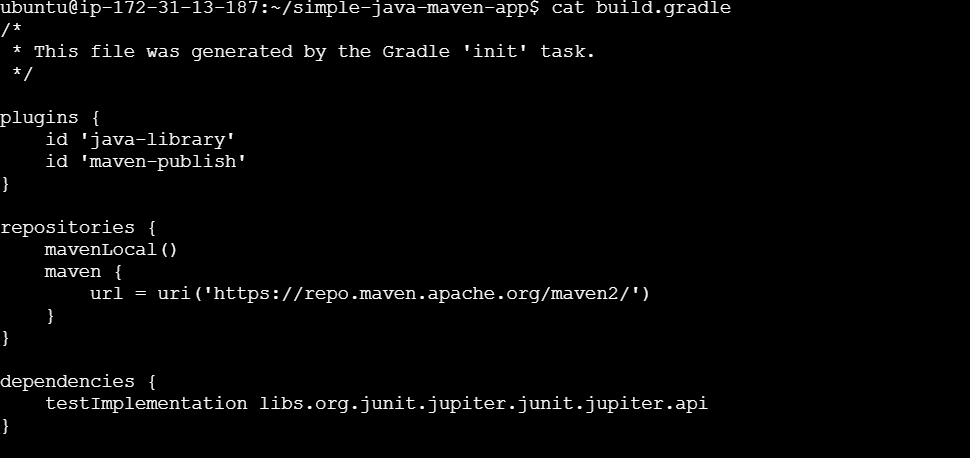 ubuntu@ip-172-31-13-187:~/simple-java-maven-app$ cat build.gradle
/*
 * This file was generated by the Gradle 'init' task.
 */

plugins {
    id 'java-library'
    id 'maven-publish'
}

repositories {
    mavenLocal()
    maven {
        url = uri('https://repo.maven.apache.org/maven2/')
    }
}

dependencies {
    testImplementation libs.org.junit.jupiter.junit.jupiter.api
}